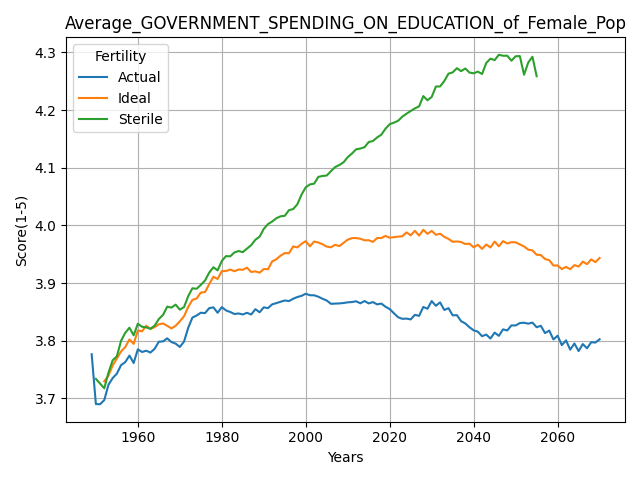 Average_GOVERNMENT_SPENDING_ON_EDUCATION_of_Female_Pop
Fertility
Actual
Ideal
Sterile
Score(1-5)
4.3
4.2
4.1
4.0
3.9
3.8
3.7
1960 1980 2000 2020 2040 2060
Years